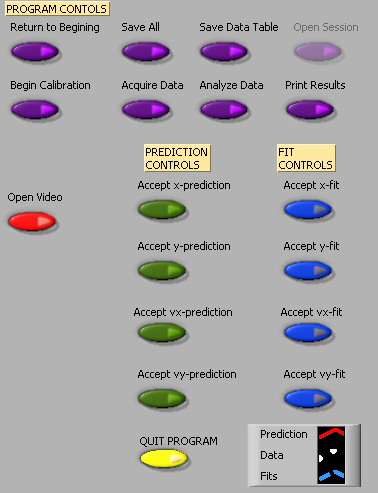 PROGRAM CONTOLS
Return to Begining
Save All
Save Data Table
Open Session
Begin Calibration
Acquire Data
Analyze Data
Print Results
PREDICTION
CONTROLS
FIT
CONTROLS
Accept x-prediction
Accept x-fit
Open Video
Accept y-prediction
Accept y-fit
Accept vx-prediction
Accept vx-fit
Accept vy-prediction
Accept vy-fit
QUIT PROGRAM
Prediction
Data
Fits